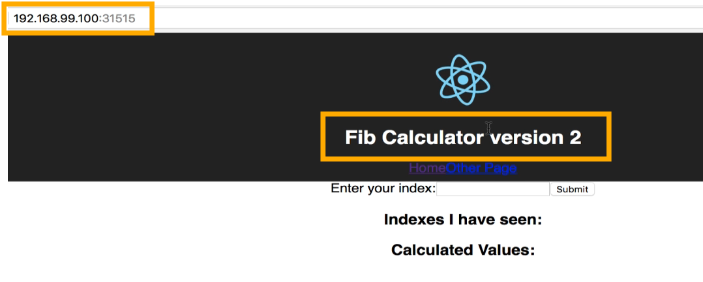 192.168.99.100:31515
Fib Calculator version 2
HomeOther Page
Enter your index: Submit
Indexes I have seen:
Calculated Values: